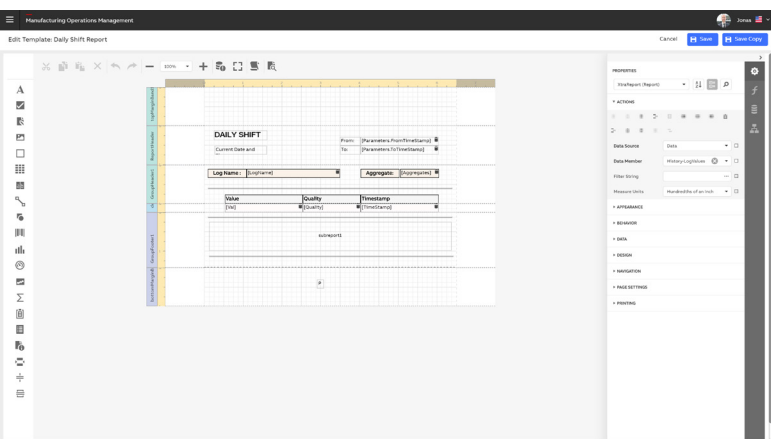 Manufacturing Operations Management
Jonas
Edit Template: Daily Shift Report
Cancel
Save
Save Copy
100%
PROPERTIES
XtraReport (Report)
ACTIONS
Data Source
Data
Data Member
History-LogValues
Filter String
Measure Units
Hundredths of an Inch
APPEARANCE
BEHAVIOR
DATA
DESIGN
NAVIGATION
PAGE SETTINGS
PRINTING
ReportHeader
DAILY SHIFT
Current Date and
From: [Parameters.FromTimeStamp]
To: [Parameters.ToTimeStamp]
GroupHeader1
Log Name : [LogName]
Aggregate: [Aggregates]
Value Quality Timestamp
[Val] [Quality] [TimeStamp]
GroupFooter1
subreport1
P